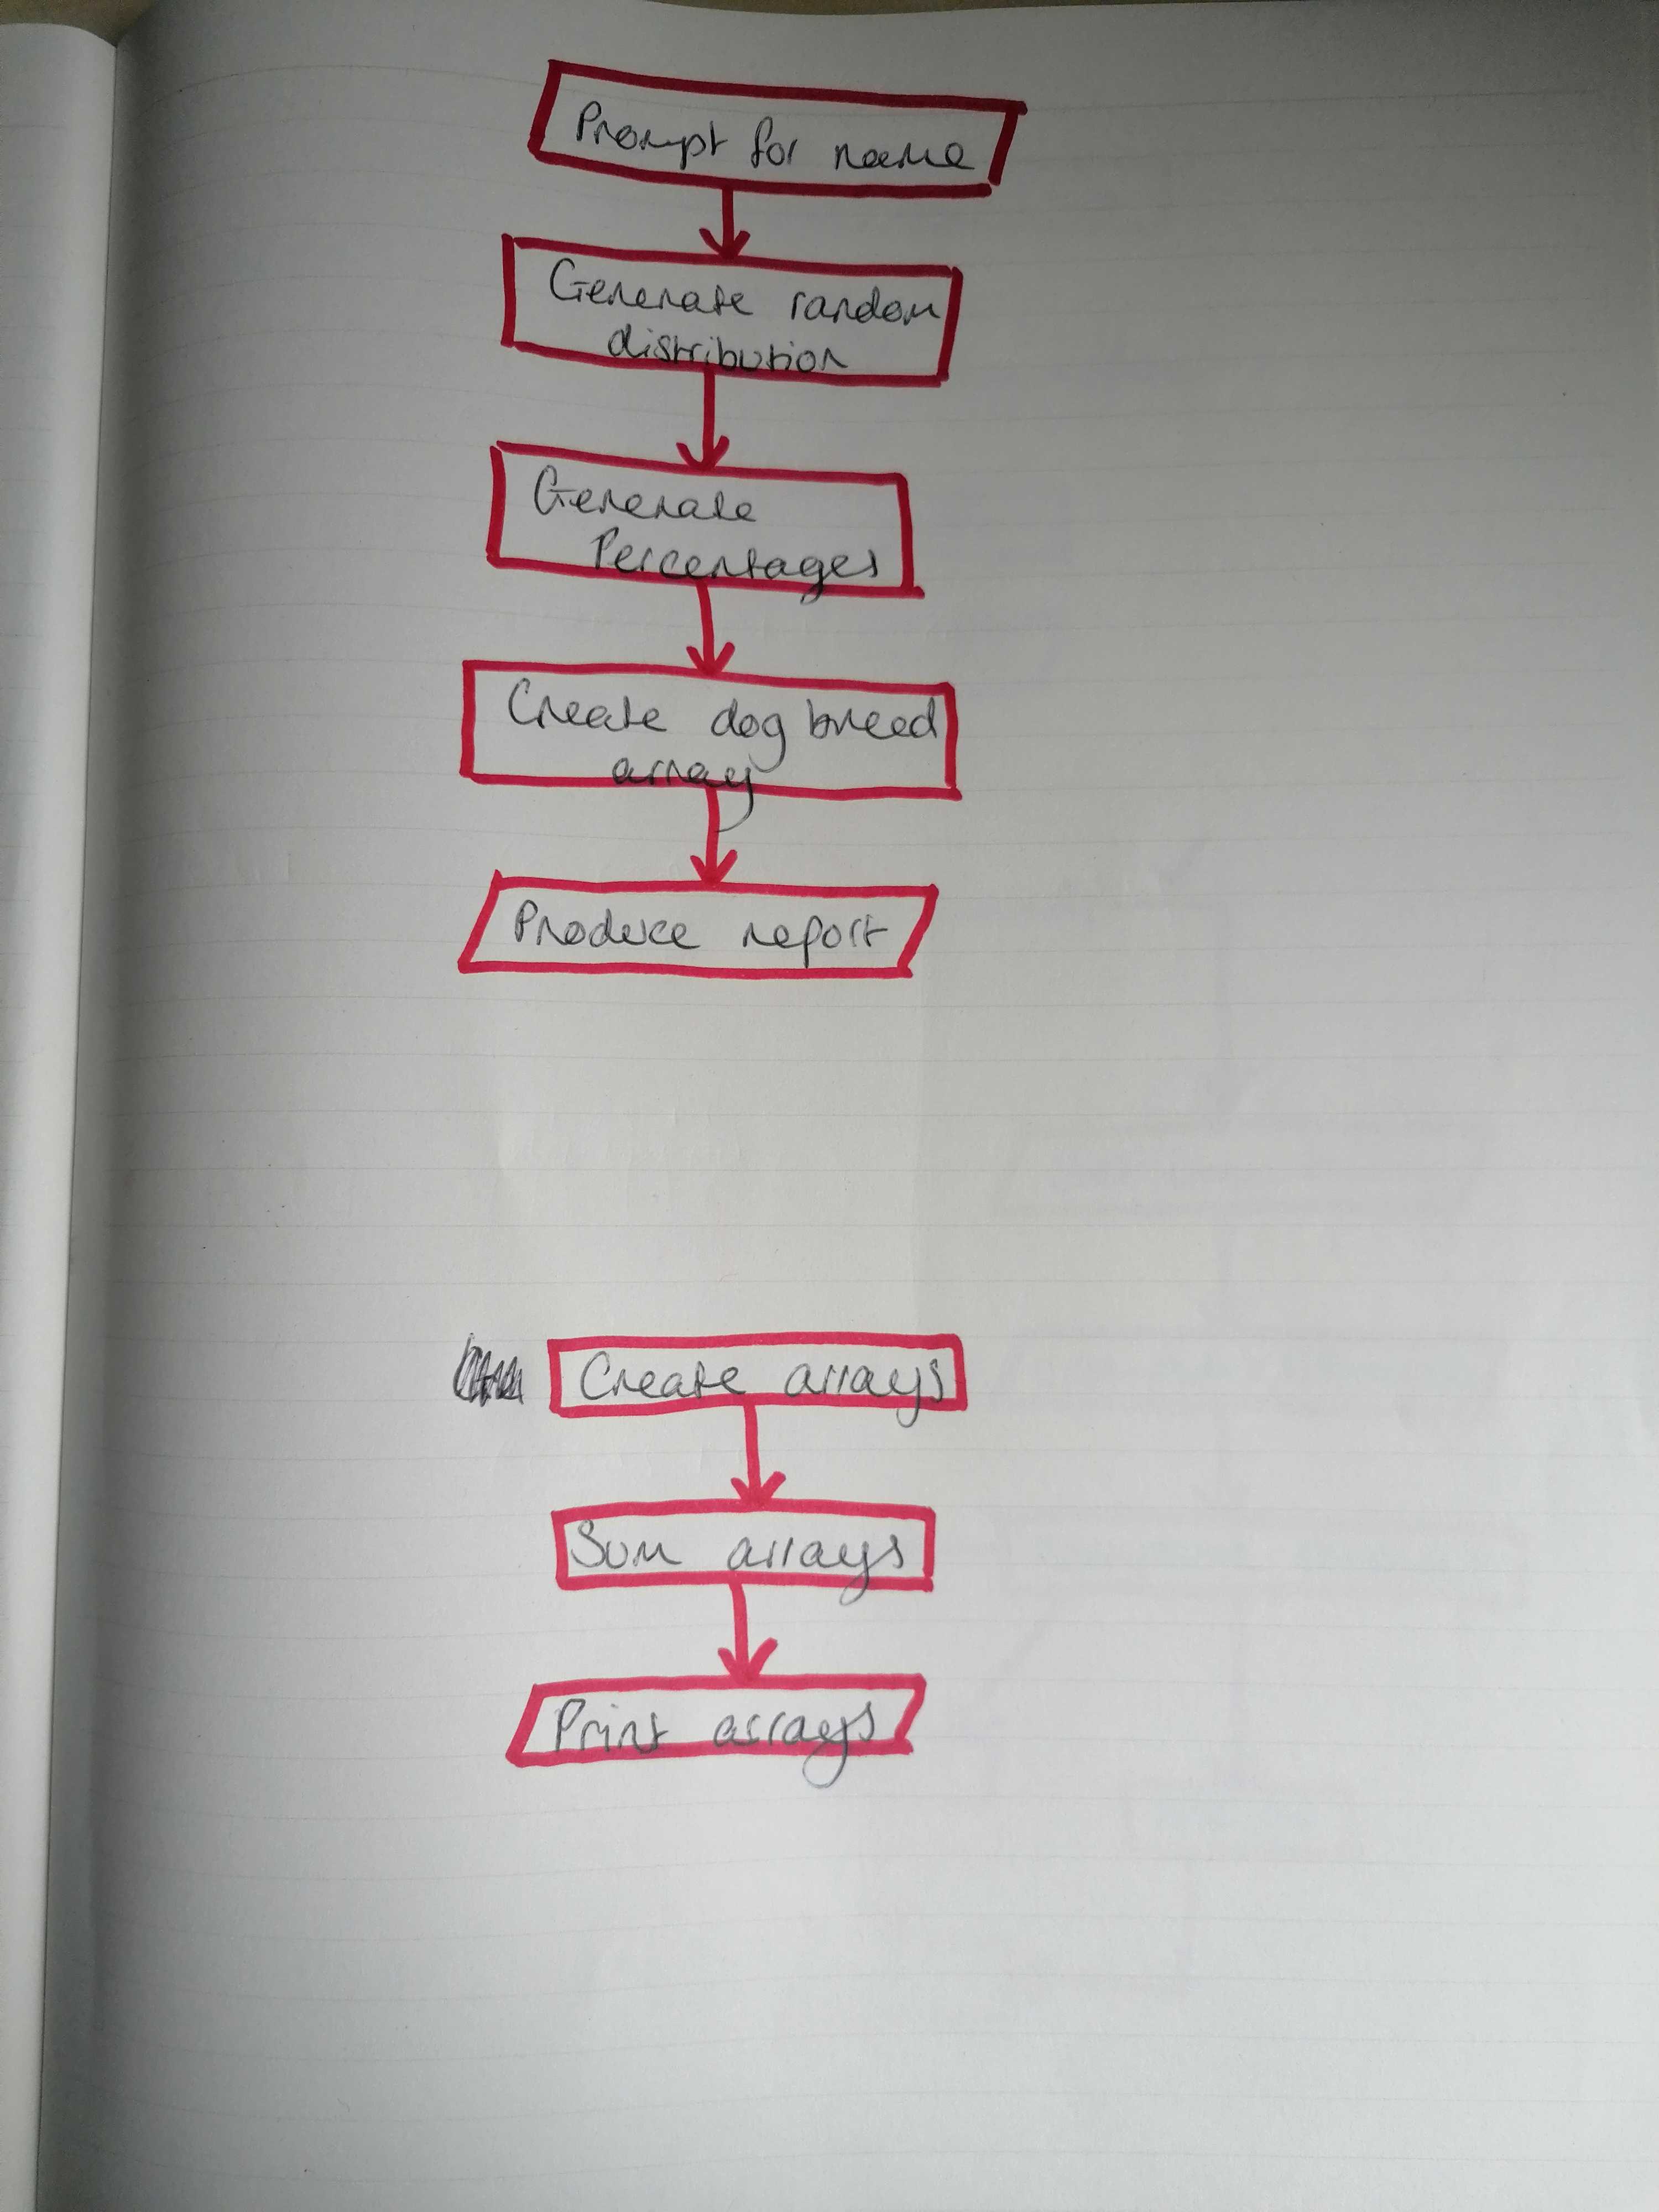 Prompt for name
Generate random
distribution
Generate
Percentages
Create dog breed
array
Produce report
Create arrays
Sum arrays
Print arrays